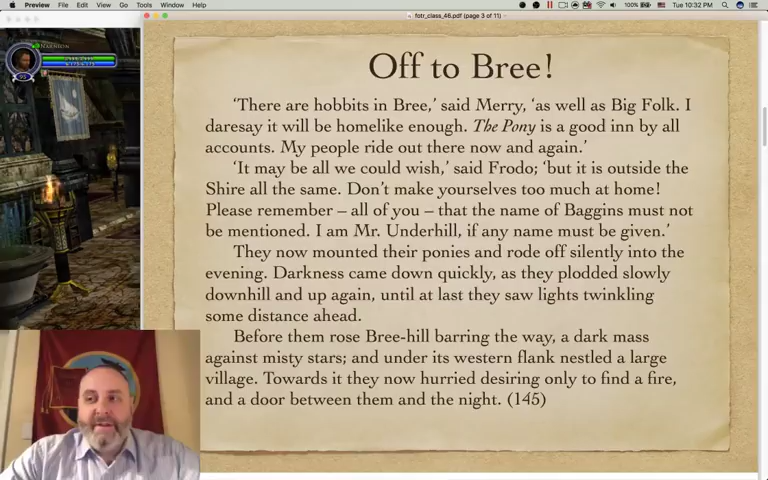 Preview File Edit View Go Tools Window Help
100% Tue 10:32 PM
fotr_class_46.pdf (page 3 of 11)
Off to Bree!
‘There are hobbits in Bree,’ said Merry, ‘as well as Big Folk. I
daresay it will be homelike enough. The Pony is a good inn by all
accounts. My people ride out there now and again.’
‘It may be all we could wish,’ said Frodo; ‘but it is outside the
Shire all the same. Don’t make yourselves too much at home!
Please remember – all of you – that the name of Baggins must not
be mentioned. I am Mr. Underhill, if any name must be given.’
They now mounted their ponies and rode off silently into the
evening. Darkness came down quickly, as they plodded slowly
downhill and up again, until at last they saw lights twinkling
some distance ahead.
Before them rose Bree-hill barring the way, a dark mass
against misty stars; and under its western flank nestled a large
village. Towards it they now hurried desiring only to find a fire,
and a door between them and the night. (145)